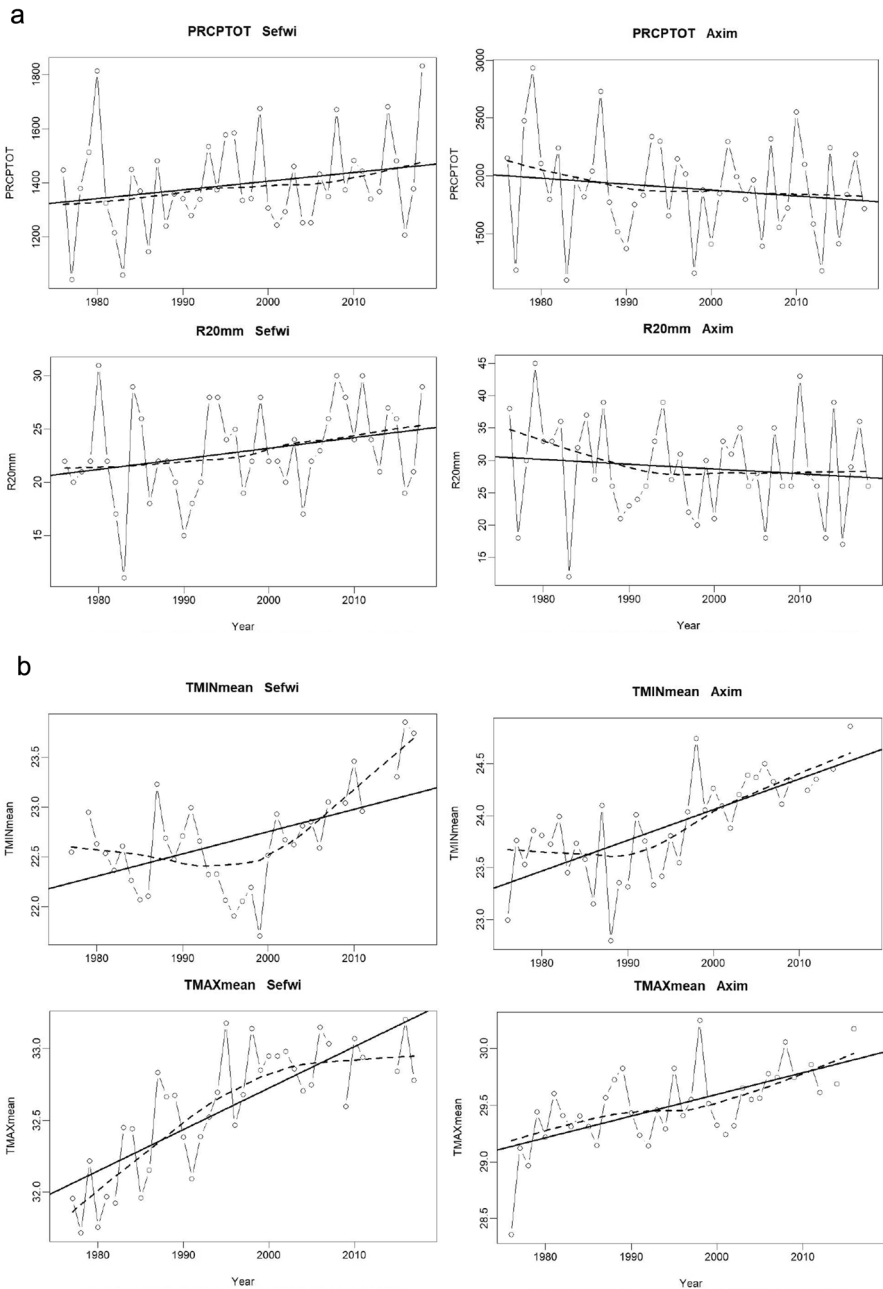 a
PRCPTOT Sefwi
PRCPTOT
1200 1400 1600 1800
1980 1990 2000 2010
PRCPTOT Axim
PRCPTOT
1500 2000 2500 3000
1980 1990 2000 2010
R20mm Sefwi
R20mm
15 20 25 30
1980 1990 2000 2010
Year
R20mm Axim
R20mm
15 20 25 30 35 40 45
1980 1990 2000 2010
Year
b
TMINmean Sefwi
TMINmean
22.0 22.5 23.0 23.5
1980 1990 2000 2010
TMINmean Axim
TMINmean
23.0 23.5 24.0 24.5
1980 1990 2000 2010
TMAXmean Sefwi
TMAXmean
32.0 32.5 33.0
1980 1990 2000 2010
Year
TMAXmean Axim
TMAXmean
28.5 29.0 29.5 30.0
1980 1990 2000 2010
Year